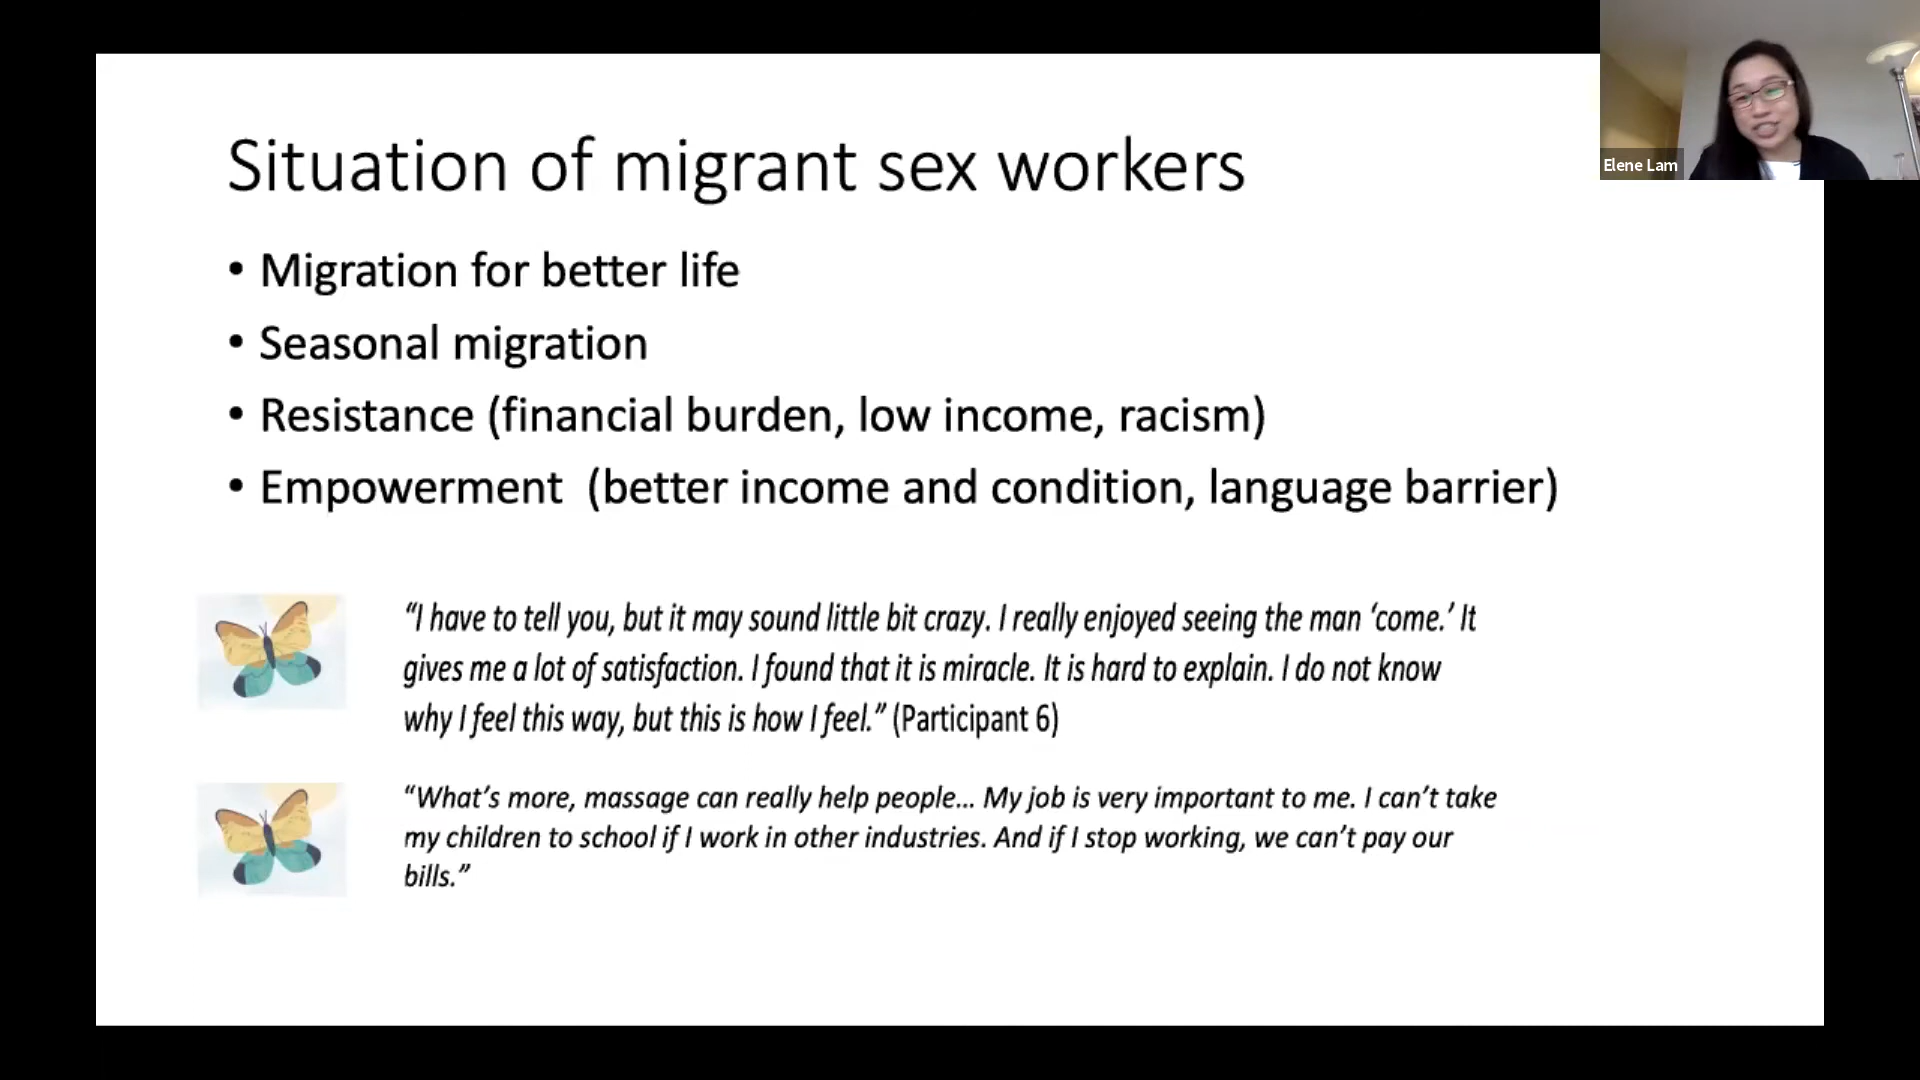 Situation of migrant sex workers
Elene Lam
• Migration for better life
• Seasonal migration
• Resistance (financial burden, low income, racism)
• Empowerment  (better income and condition, language barrier)
“I have to tell you, but it may sound little bit crazy. I really enjoyed seeing the man ‘come.’ It
gives me a lot of satisfaction. I found that it is miracle. It is hard to explain. I do not know
why I feel this way, but this is how I feel.” (Participant 6)
“What’s more, massage can really help people… My job is very important to me. I can’t take
my children to school if I work in other industries. And if I stop working, we can’t pay our
bills.”